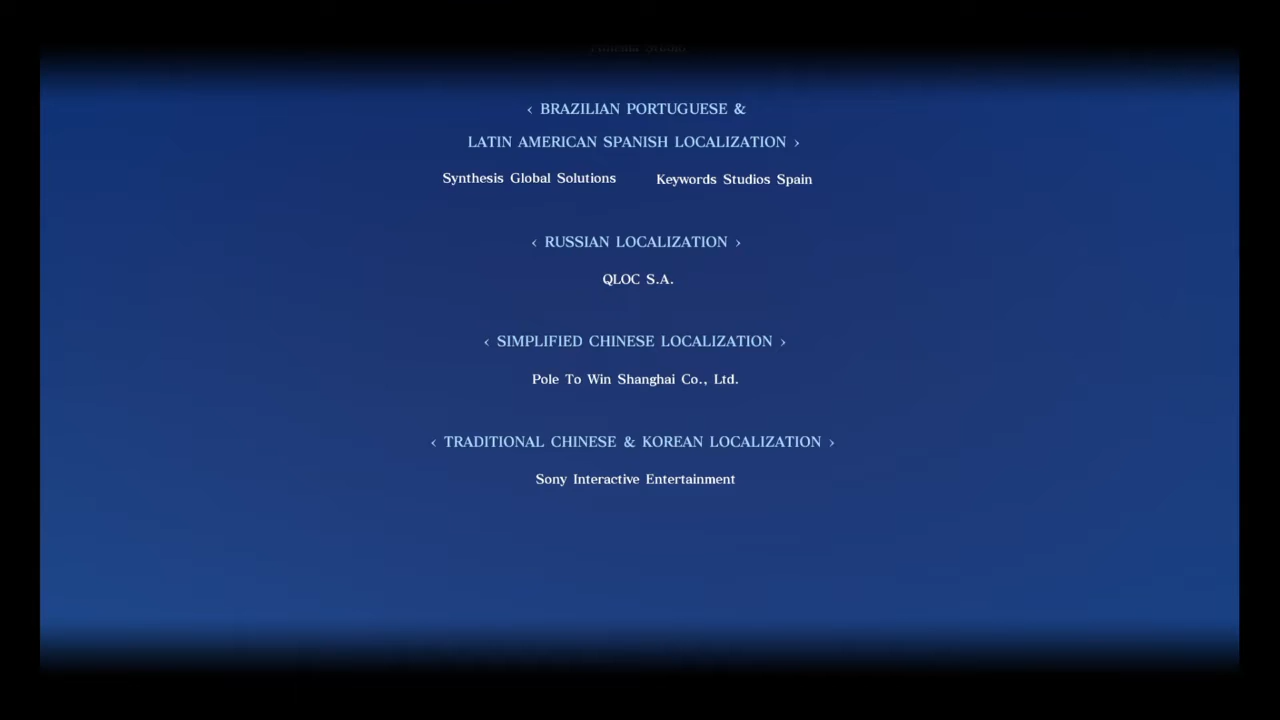 ‹ BRAZILIAN PORTUGUESE &
LATIN AMERICAN SPANISH LOCALIZATION ›
Synthesis Global Solutions Keywords Studios Spain
‹ RUSSIAN LOCALIZATION ›
QLOC S.A.
‹ SIMPLIFIED CHINESE LOCALIZATION ›
Pole To Win Shanghai Co., Ltd.
‹ TRADITIONAL CHINESE & KOREAN LOCALIZATION ›
Sony Interactive Entertainment